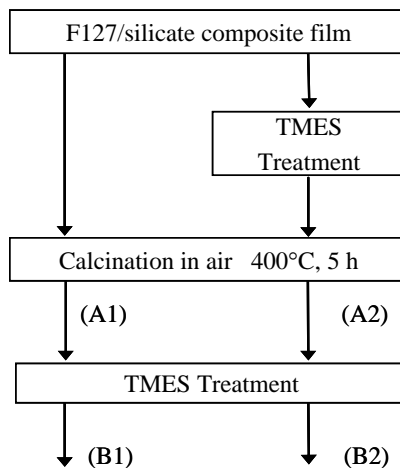 F127/silicate composite film
TMES
Treatment
Calcination in air 400°C, 5 h
(A1) (A2)
TMES Treatment
(B1) (B2)